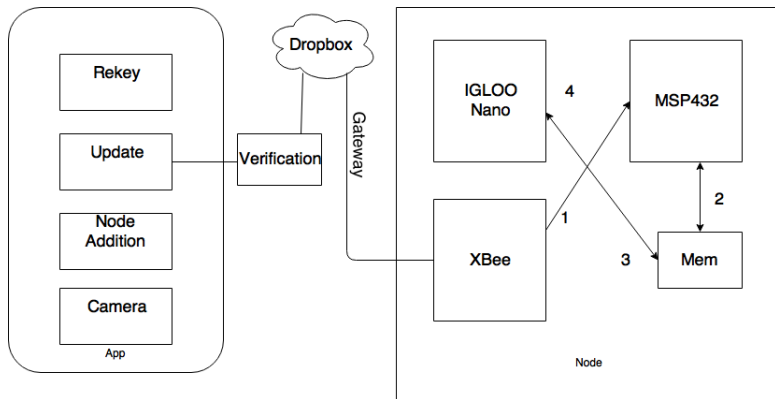 Rekey
Update
Node
Addition
Camera
App
Verification
Dropbox
Gateway
IGLOO
Nano
4
MSP432
1
2
XBee
3
Mem
Node